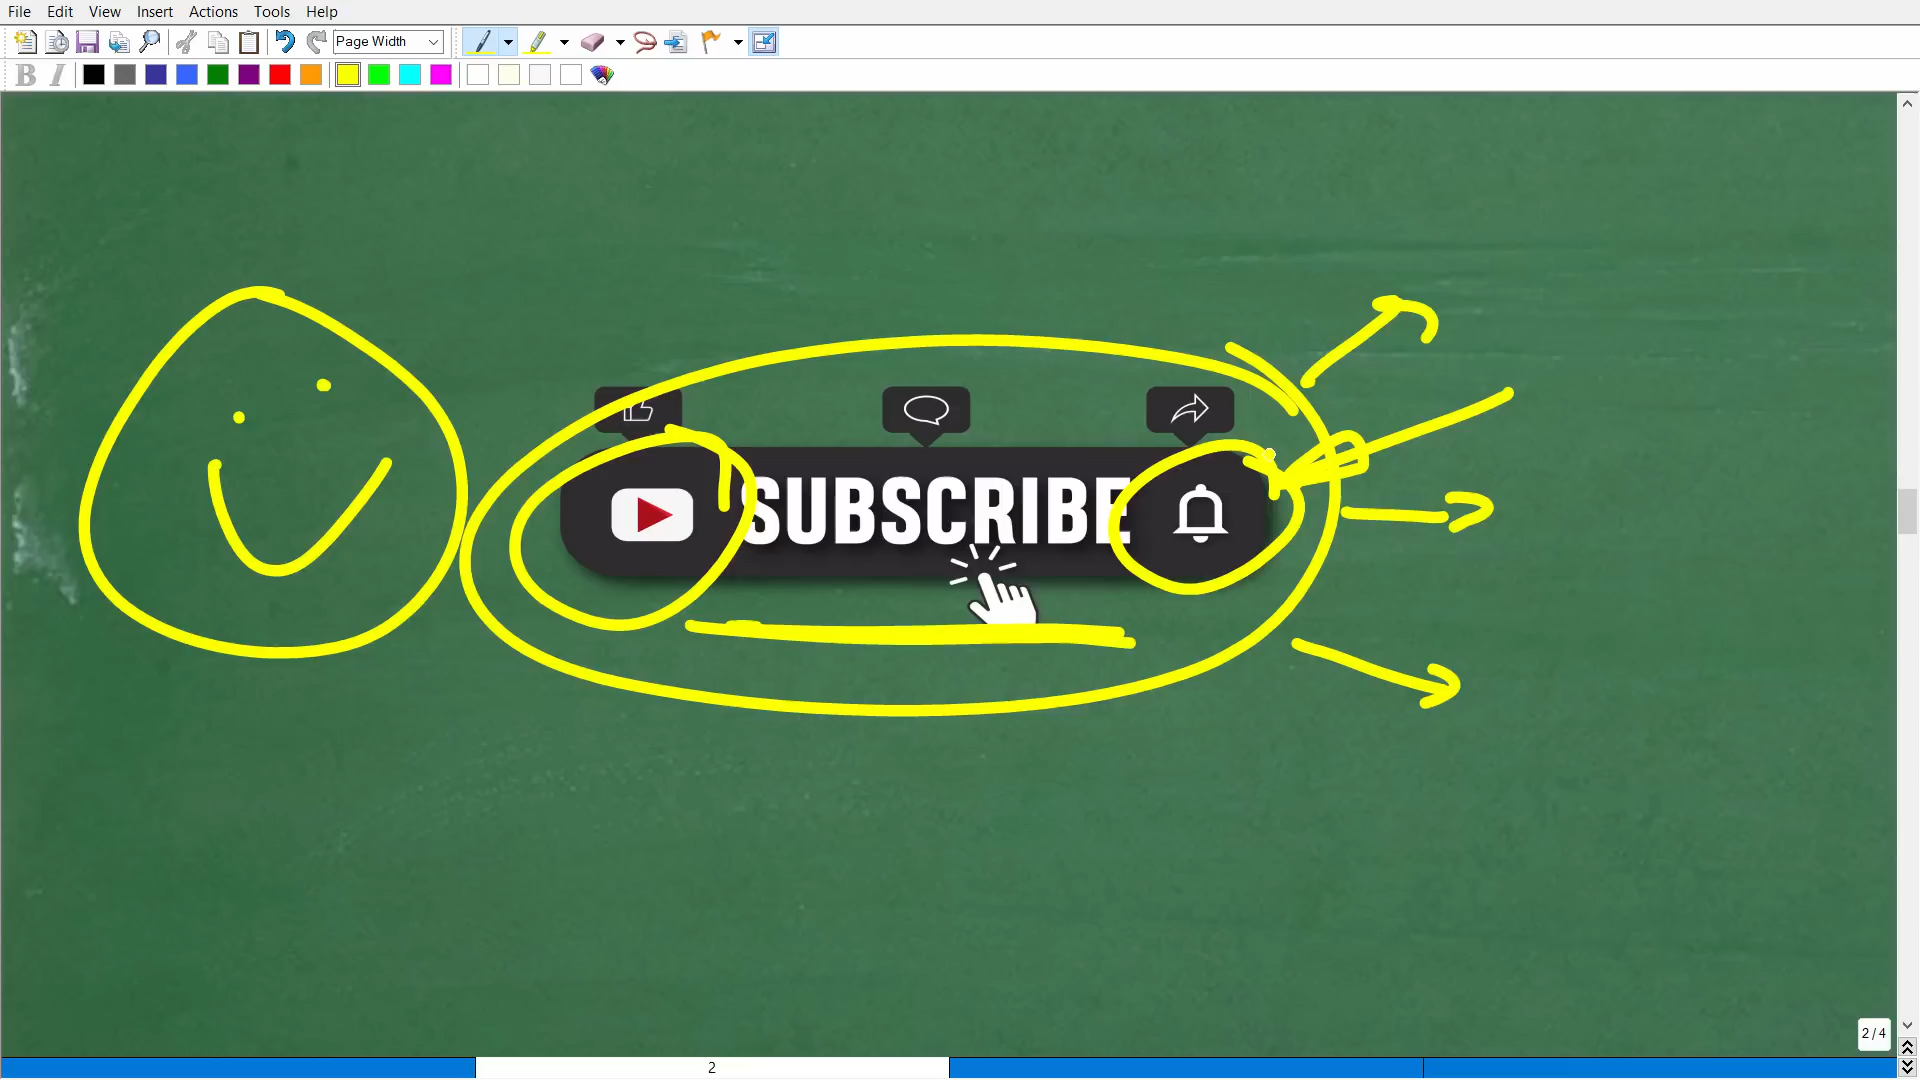 File Edit View Insert Actions Tools Help
Page Width
B I
SUBSCRIBE
2 / 4
2